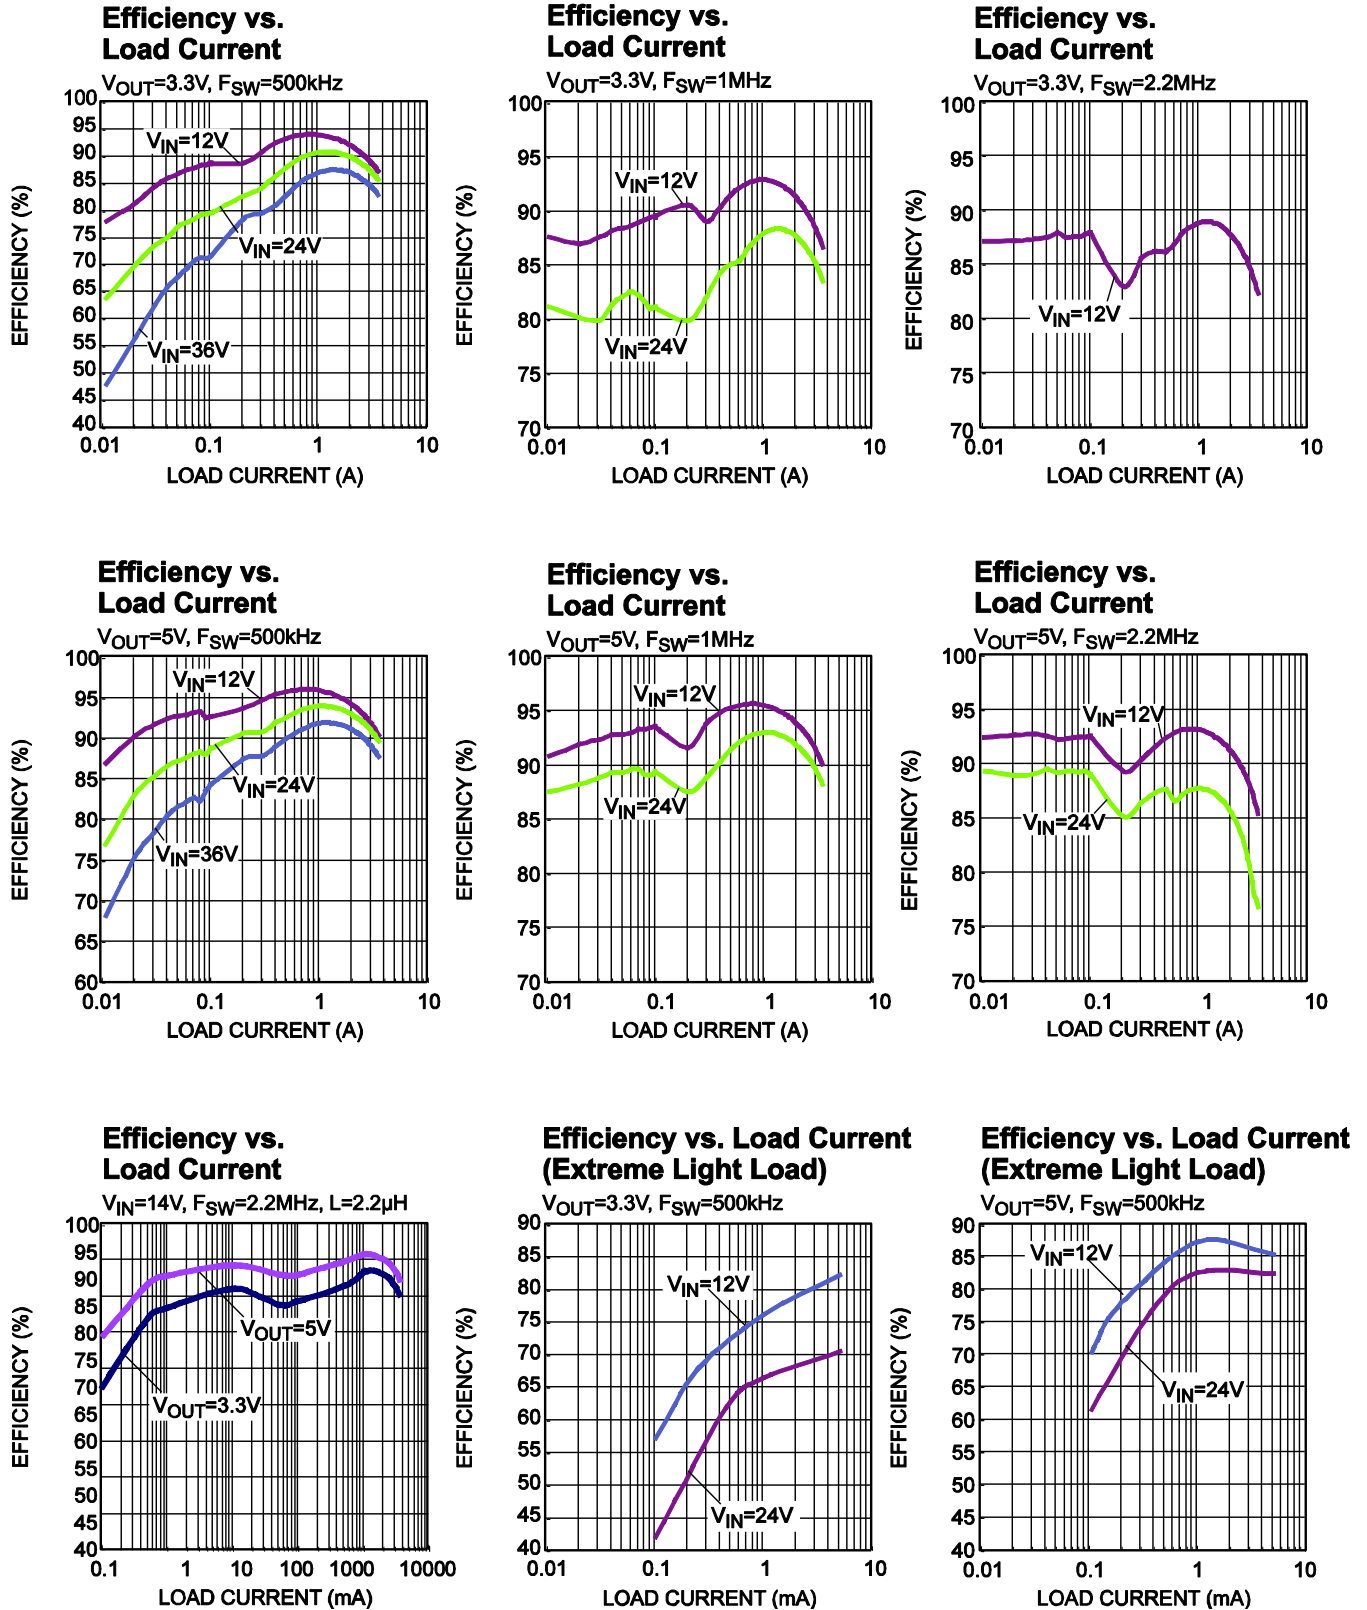 Efficiency vs.
Load Current
VOUT=3.3V, FSW=500kHz
100
95
90
85
80
75
70
65
60
55
50
45
40
EFFICIENCY (%)
VIN=12V
VIN=24V
VIN=36V
0.01 0.1 1 10
LOAD CURRENT (A)
Efficiency vs.
Load Current
VOUT=3.3V, FSW=1MHz
100
95
90
85
80
75
70
EFFICIENCY (%)
VIN=12V
VIN=24V
0.01 0.1 1 10
LOAD CURRENT (A)
Efficiency vs.
Load Current
VOUT=3.3V, FSW=2.2MHz
100
95
90
85
80
75
70
EFFICIENCY (%)
VIN=12V
0.01 0.1 1 10
LOAD CURRENT (A)
Efficiency vs.
Load Current
VOUT=5V, FSW=500kHz
100
95
90
85
80
75
70
65
60
EFFICIENCY (%)
VIN=12V
VIN=24V
VIN=36V
0.01 0.1 1 10
LOAD CURRENT (A)
Efficiency vs.
Load Current
VOUT=5V, FSW=1MHz
100
95
90
85
80
75
70
EFFICIENCY (%)
VIN=12V
VIN=24V
0.01 0.1 1 10
LOAD CURRENT (A)
Efficiency vs.
Load Current
VOUT=5V, FSW=2.2MHz
100
95
90
85
80
75
70
EFFICIENCY (%)
VIN=12V
VIN=24V
0.01 0.1 1 10
LOAD CURRENT (A)
Efficiency vs.
Load Current
VIN=14V, FSW=2.2MHz, L=2.2µH
100
95
90
85
80
75
70
65
60
55
50
45
40
EFFICIENCY (%)
VOUT=5V
VOUT=3.3V
0.1 1 10 100 1000 10000
LOAD CURRENT (mA)
Efficiency vs. Load Current
(Extreme Light Load)
VOUT=3.3V, FSW=500kHz
90
85
80
75
70
65
60
55
50
45
40
EFFICIENCY (%)
VIN=12V
VIN=24V
0.01 0.1 1 10
LOAD CURRENT (mA)
Efficiency vs. Load Current
(Extreme Light Load)
VOUT=5V, FSW=500kHz
90
85
80
75
70
65
60
55
50
45
40
EFFICIENCY (%)
VIN=12V
VIN=24V
0.01 0.1 1 10
LOAD CURRENT (mA)